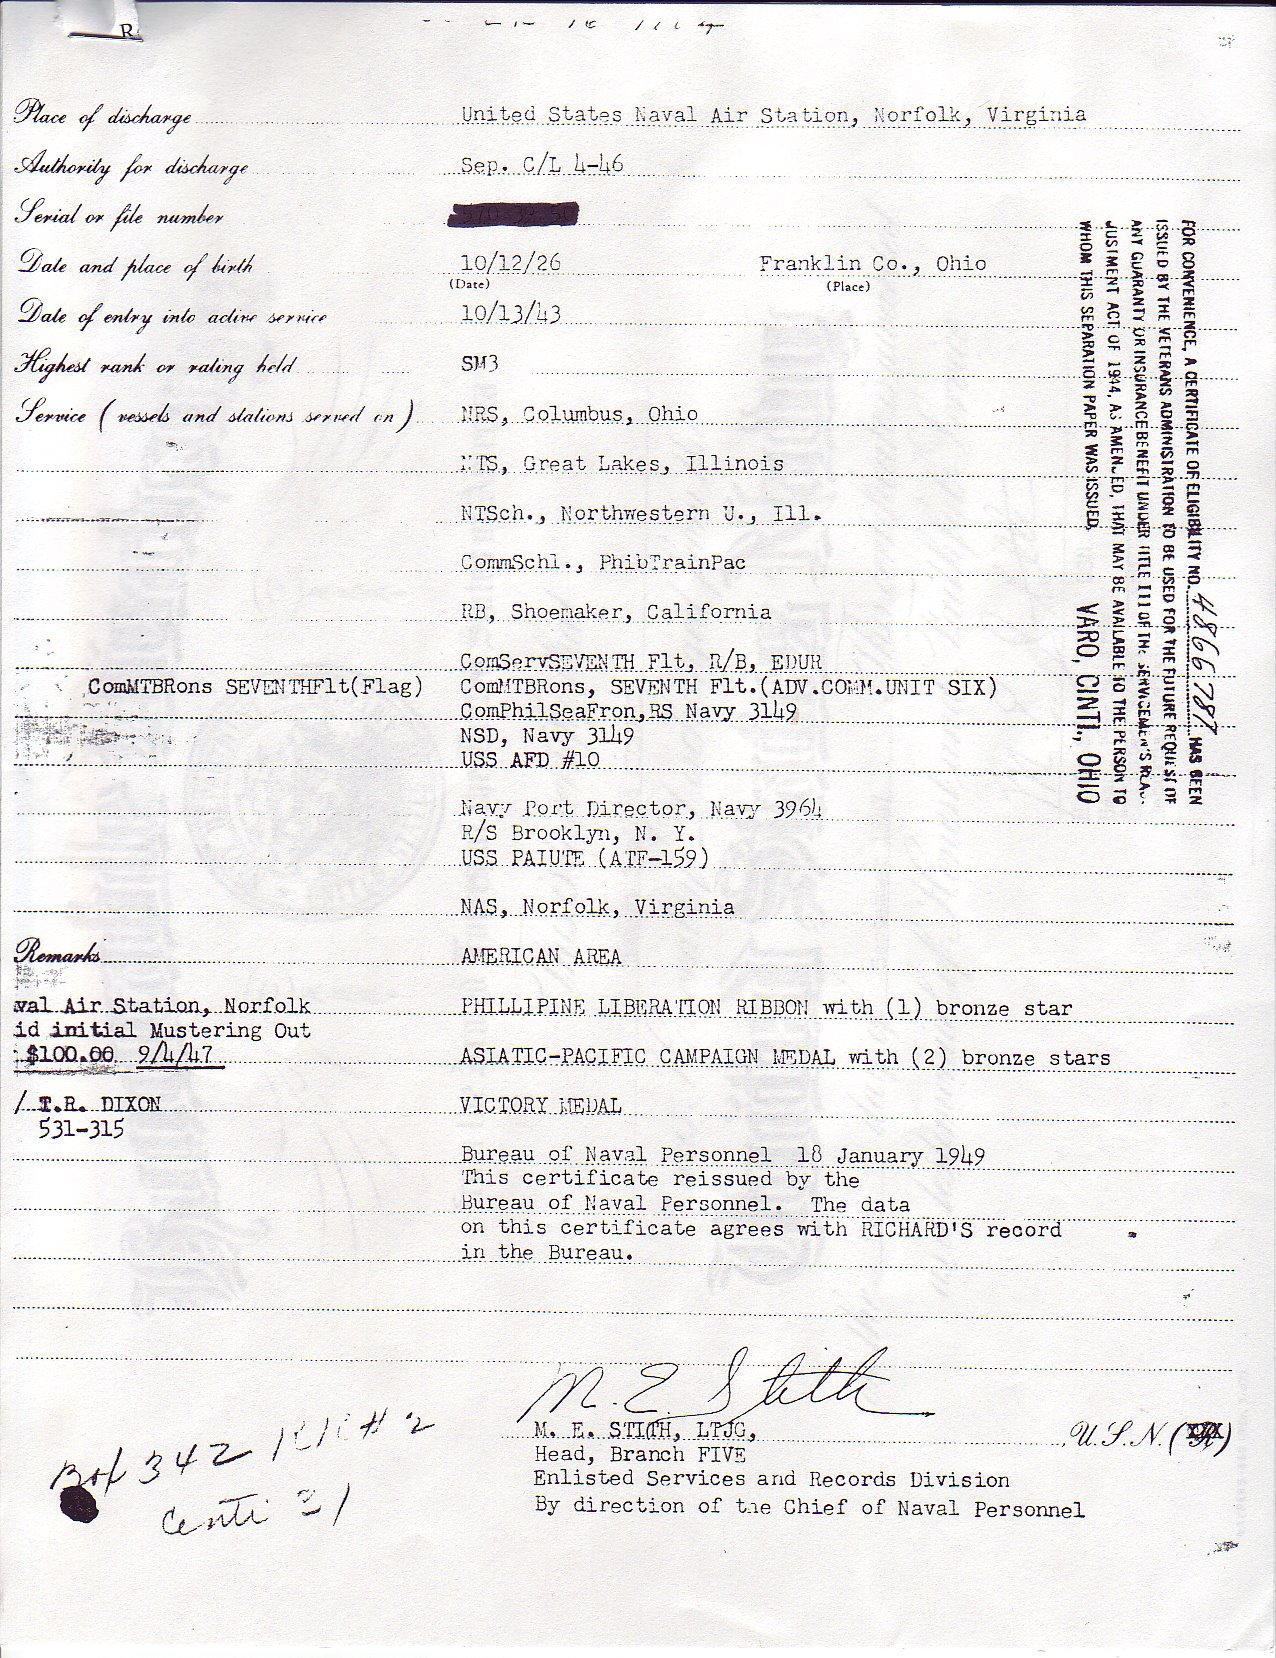 R
Place of discharge United States Naval Air Station, Norfolk, Virginia
Authority for discharge Sep. C/L 4-46
Serial or file number
Date and place of birth 10/12/26 Franklin Co., Ohio
(Date) (Place)
Date of entry into active service 10/13/43
Highest rank or rating held SM3
Service (vessels and stations served on) NRS, Columbus, Ohio
NTS, Great Lakes, Illinois
NTSch., Northwestern U., Ill.
CommSchl., PhibTrainPac
RB, Shoemaker, California
ComServSEVENTH Flt, R/B, EDUR
ComMTBRons SEVENTHFlt(Flag) ComMTBRons, SEVENTH Flt.(ADV.COMM.UNIT SIX)
ComPhilSeaFron,RS Navy 3149
NSD, Navy 3149
USS AFD #10
Navy Port Director, Navy 3964
R/S Brooklyn, N. Y.
USS PAIUTE (ATF-159)
NAS, Norfolk, Virginia
Remarks AMERICAN AREA
val Air Station, Norfolk PHILLIPINE LIBERATION RIBBON with (1) bronze star
id initial Mustering Out
$100.00 9/4/47 ASIATIC-PACIFIC CAMPAIGN MEDAL with (2) bronze stars
/ T.R. DIXON VICTORY MEDAL
531-315
Bureau of Naval Personnel 18 January 1949
This certificate reissued by the
Bureau of Naval Personnel. The data
on this certificate agrees with RICHARD'S record
in the Bureau.
M. E. Stith
M. E. STITH, LTJG, U.S.N.(R)
Head, Branch FIVE
Enlisted Services and Records Division
By direction of the Chief of Naval Personnel
Box 342 RR#2
FOR CONVENIENCE, A CERTIFICATE OF ELIGIBILITY NO. 4866787 HAS BEEN
ISSUED BY THE VETERANS ADMINISTRATION TO BE USED FOR THE FUTURE REQUEST OF
ANY GUARANTY OR INSURANCE BENEFIT UNDER TITLE III OF THE SERVICEMEN'S READ-
JUSTMENT ACT OF 1944, AS AMENDED, THAT MAY BE AVAILABLE TO THE PERSON TO
WHOM THIS SEPARATION PAPER WAS ISSUED.
VARO, CINTI., OHIO